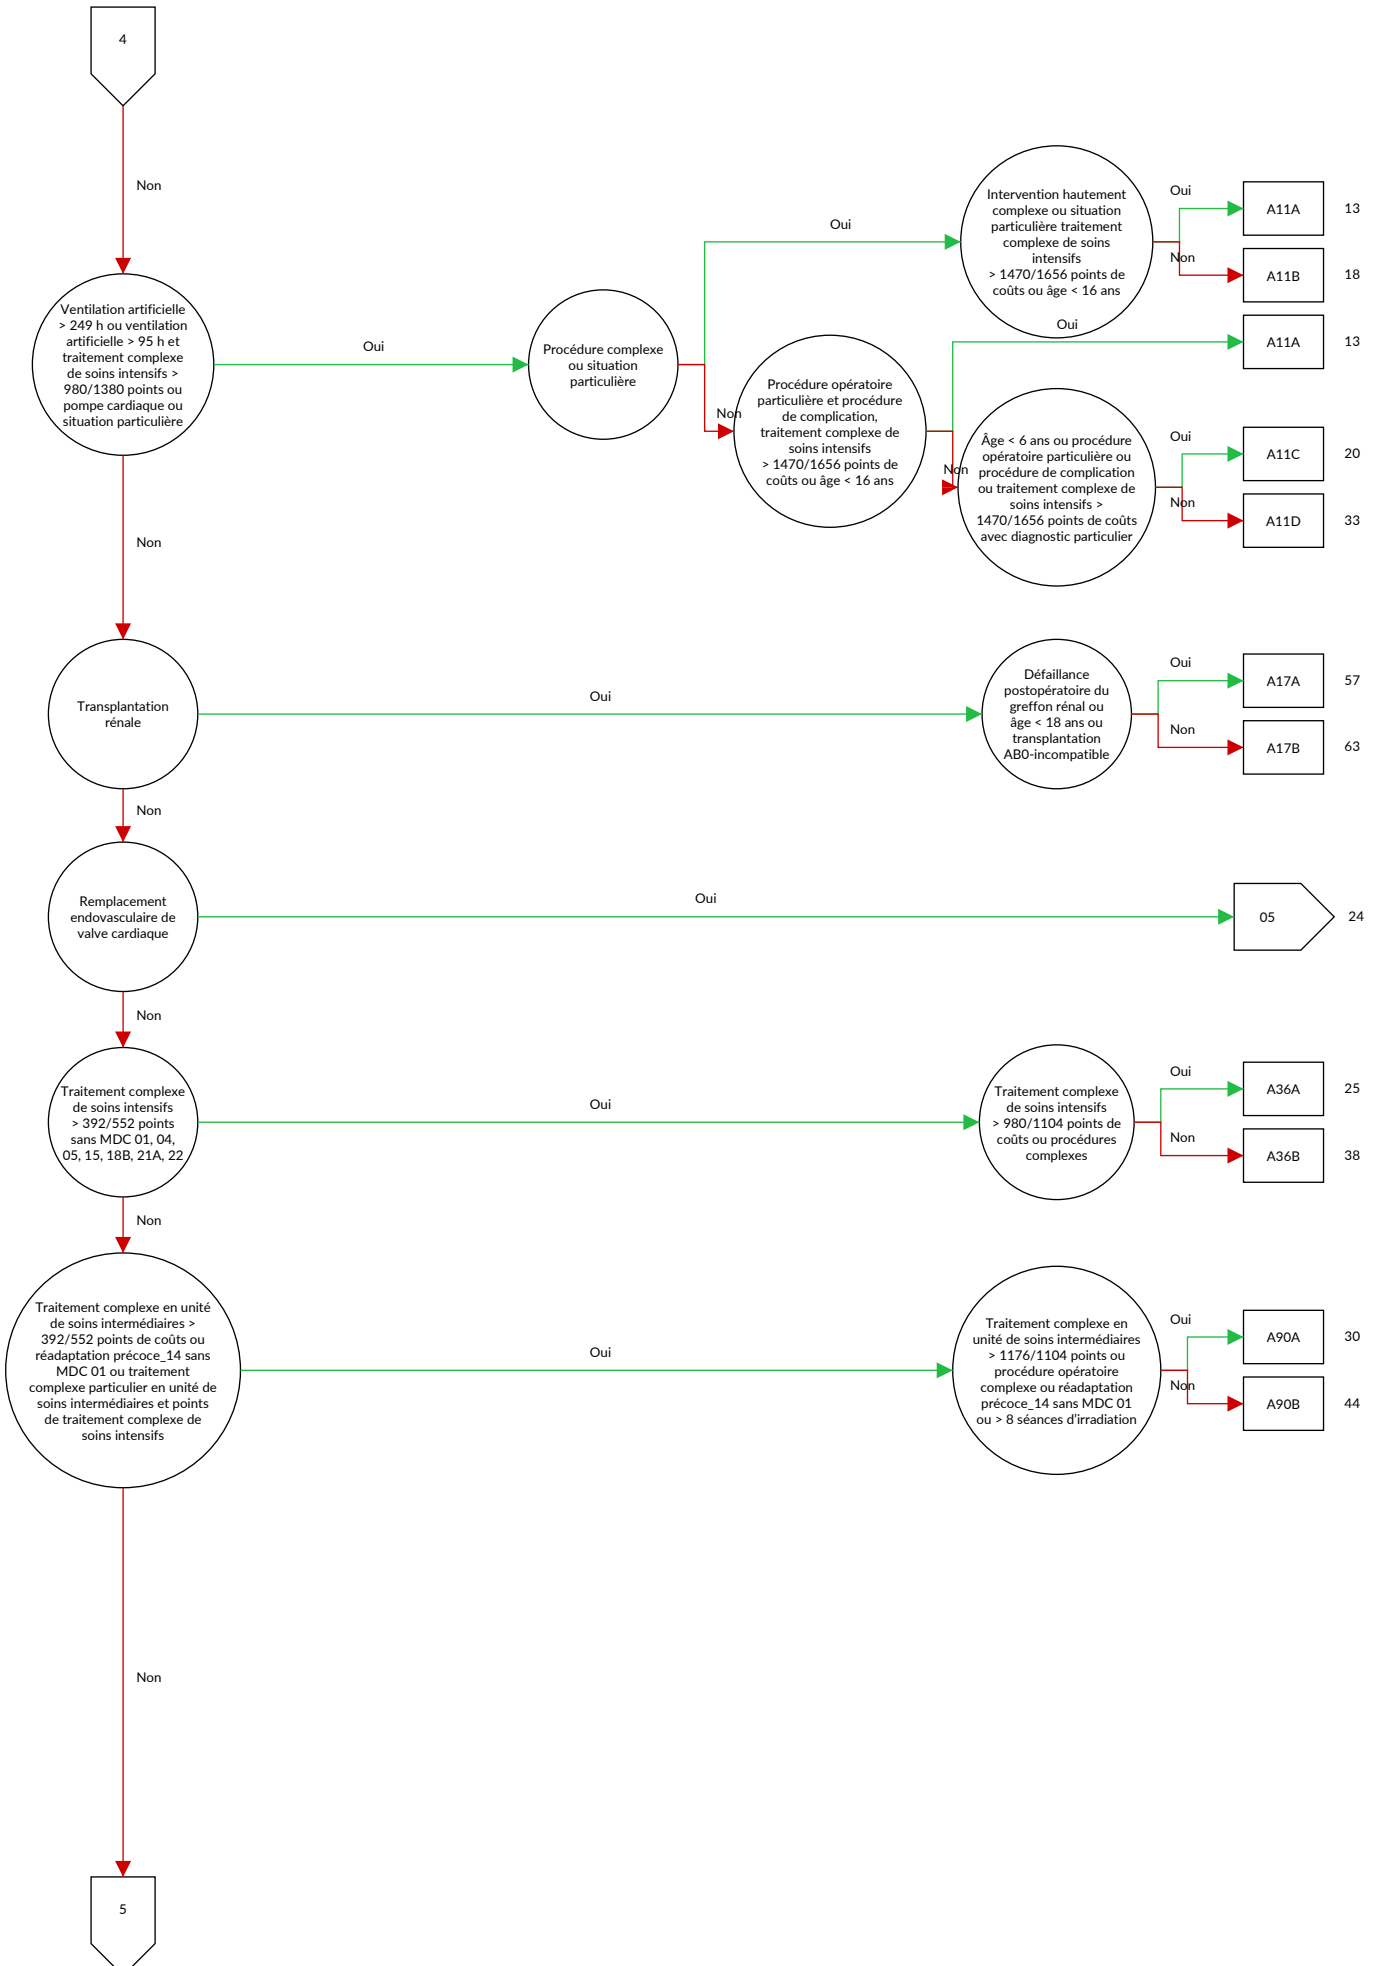 4
Non
Ventilation artificielle
> 249 h ou ventilation
artificielle > 95 h et
traitement complexe
de soins intensifs >
980/1380 points ou
pompe cardiaque ou
situation particulière
Oui
Procédure complexe
ou situation
particulière
Oui
Non
Intervention hautement
complexe ou situation
particulière traitement
complexe de soins
intensifs
> 1470/1656 points de
coûts ou âge < 16 ans
Oui
A11A
13
Non
A11B
18
Procédure opératoire
particulière et procédure
de complication,
traitement complexe de
soins intensifs
> 1470/1656 points de
coûts ou âge < 16 ans
Oui
A11A
13
Non
Âge < 6 ans ou procédure
opératoire particulière ou
procédure de complication
ou traitement complexe de
soins intensifs >
1470/1656 points de coûts
avec diagnostic particulier
Oui
A11C
20
Non
A11D
33
Non
Transplantation
rénale
Oui
Défaillance
postopératoire du
greffon rénal ou
âge < 18 ans ou
transplantation
AB0-incompatible
Oui
A17A
57
Non
A17B
63
Non
Remplacement
endovasculaire de
valve cardiaque
Oui
05
24
Non
Traitement complexe
de soins intensifs
> 392/552 points
sans MDC 01, 04,
05, 15, 18B, 21A, 22
Oui
Traitement complexe
de soins intensifs
> 980/1104 points de
coûts ou procédures
complexes
Oui
A36A
25
Non
A36B
38
Non
Traitement complexe en unité
de soins intermédiaires >
392/552 points de coûts ou
réadaptation précoce_14 sans
MDC 01 ou traitement
complexe particulier en unité de
soins intermédiaires et points
de traitement complexe de
soins intensifs
Oui
Traitement complexe en
unité de soins intermédiaires
> 1176/1104 points ou
procédure opératoire
complexe ou réadaptation
précoce_14 sans MDC 01
ou > 8 séances d'irradiation
Oui
A90A
30
Non
A90B
44
Non
5